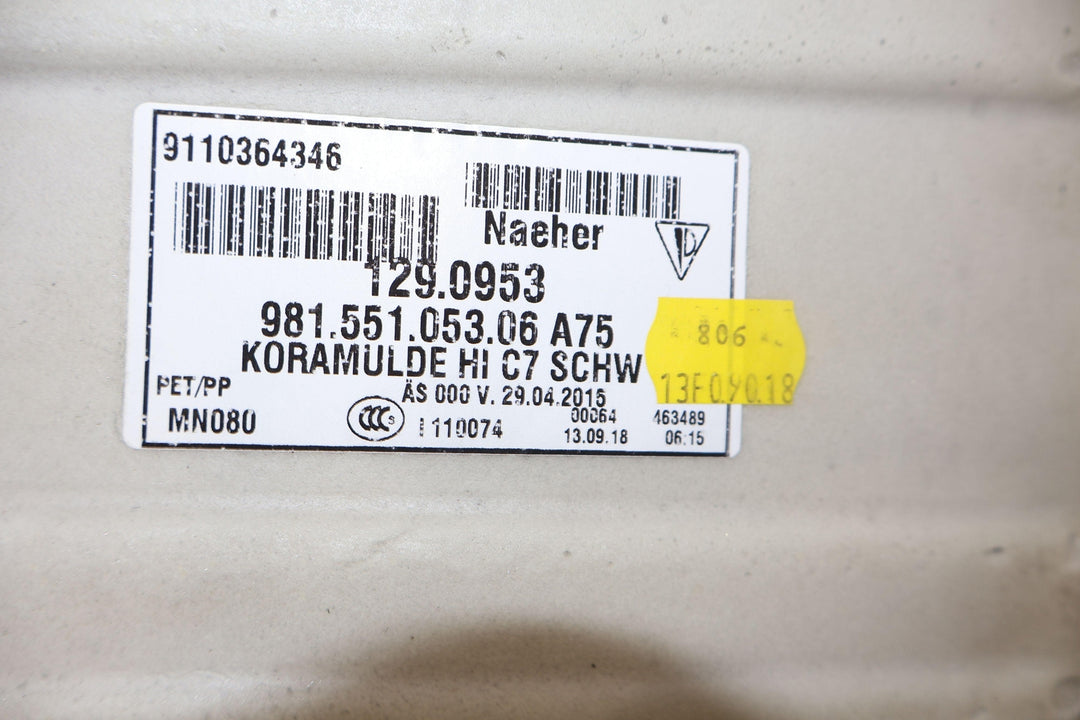 9110364346
Naeher
129.0953
981.551.053.06 A75
KORAMULDE HI C7 SCHW
PET/PP
ÄS 000 V. 29.04.2015
MN080
CCC S
110074
00064
13.09.18
463489
06.15
806